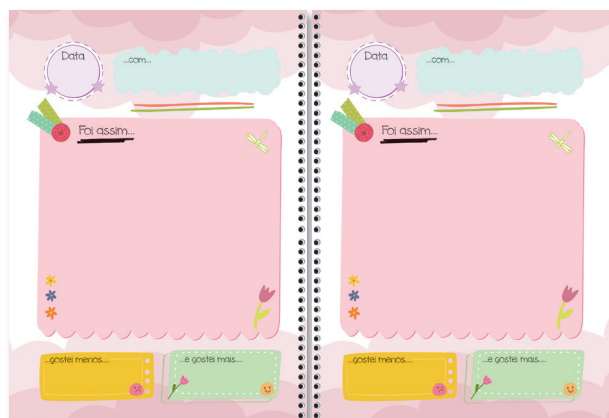 Data
...com...
Foi assim...
...gostei menos....
...e gostei mais....
Data
...com...
Foi assim...
...gostei menos....
...e gostei mais....